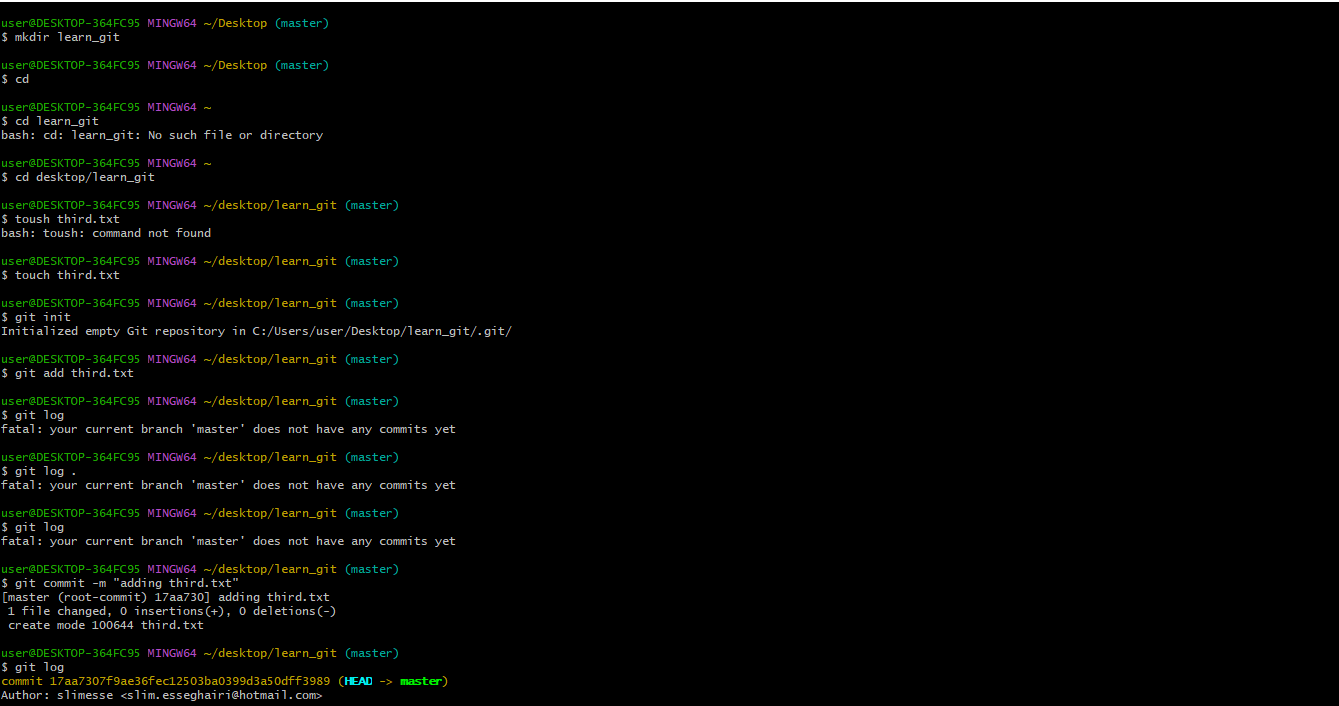 user@DESKTOP-364FC95 MINGW64 ~/Desktop (master)
$ mkdir learn_git
user@DESKTOP-364FC95 MINGW64 ~/Desktop (master)
$ cd
user@DESKTOP-364FC95 MINGW64 ~
$ cd learn_git
bash: cd: learn_git: No such file or directory
user@DESKTOP-364FC95 MINGW64 ~
$ cd desktop/learn_git
user@DESKTOP-364FC95 MINGW64 ~/desktop/learn_git (master)
$ toush third.txt
bash: toush: command not found
user@DESKTOP-364FC95 MINGW64 ~/desktop/learn_git (master)
$ touch third.txt
user@DESKTOP-364FC95 MINGW64 ~/desktop/learn_git (master)
$ git init
Initialized empty Git repository in C:/Users/user/Desktop/learn_git/.git/
user@DESKTOP-364FC95 MINGW64 ~/desktop/learn_git (master)
$ git add third.txt
user@DESKTOP-364FC95 MINGW64 ~/desktop/learn_git (master)
$ git log
fatal: your current branch 'master' does not have any commits yet
user@DESKTOP-364FC95 MINGW64 ~/desktop/learn_git (master)
$ git log .
fatal: your current branch 'master' does not have any commits yet
user@DESKTOP-364FC95 MINGW64 ~/desktop/learn_git (master)
$ git log
fatal: your current branch 'master' does not have any commits yet
user@DESKTOP-364FC95 MINGW64 ~/desktop/learn_git (master)
$ git commit -m "adding third.txt"
[master (root-commit) 17aa730] adding third.txt
 1 file changed, 0 insertions(+), 0 deletions(-)
 create mode 100644 third.txt
user@DESKTOP-364FC95 MINGW64 ~/desktop/learn_git (master)
$ git log
commit 17aa7307f9ae36fec12503ba0399d3a50dff3989 (HEAD -> master)
Author: slimesse <slim.esseghairi@hotmail.com>